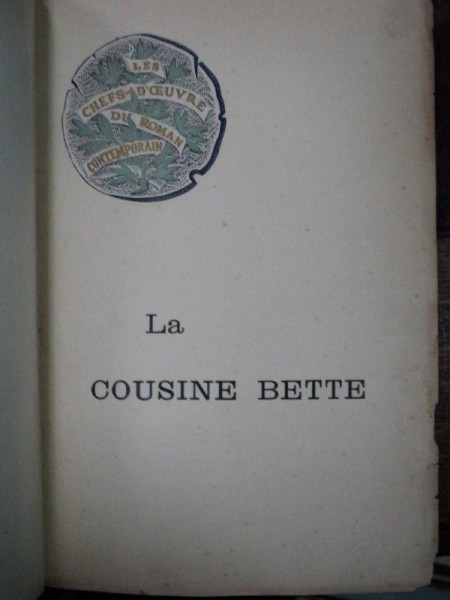 LES
CHEFS-D'ŒUVRE
DU ROMAN
CONTEMPORAIN
La
COUSINE BETTE